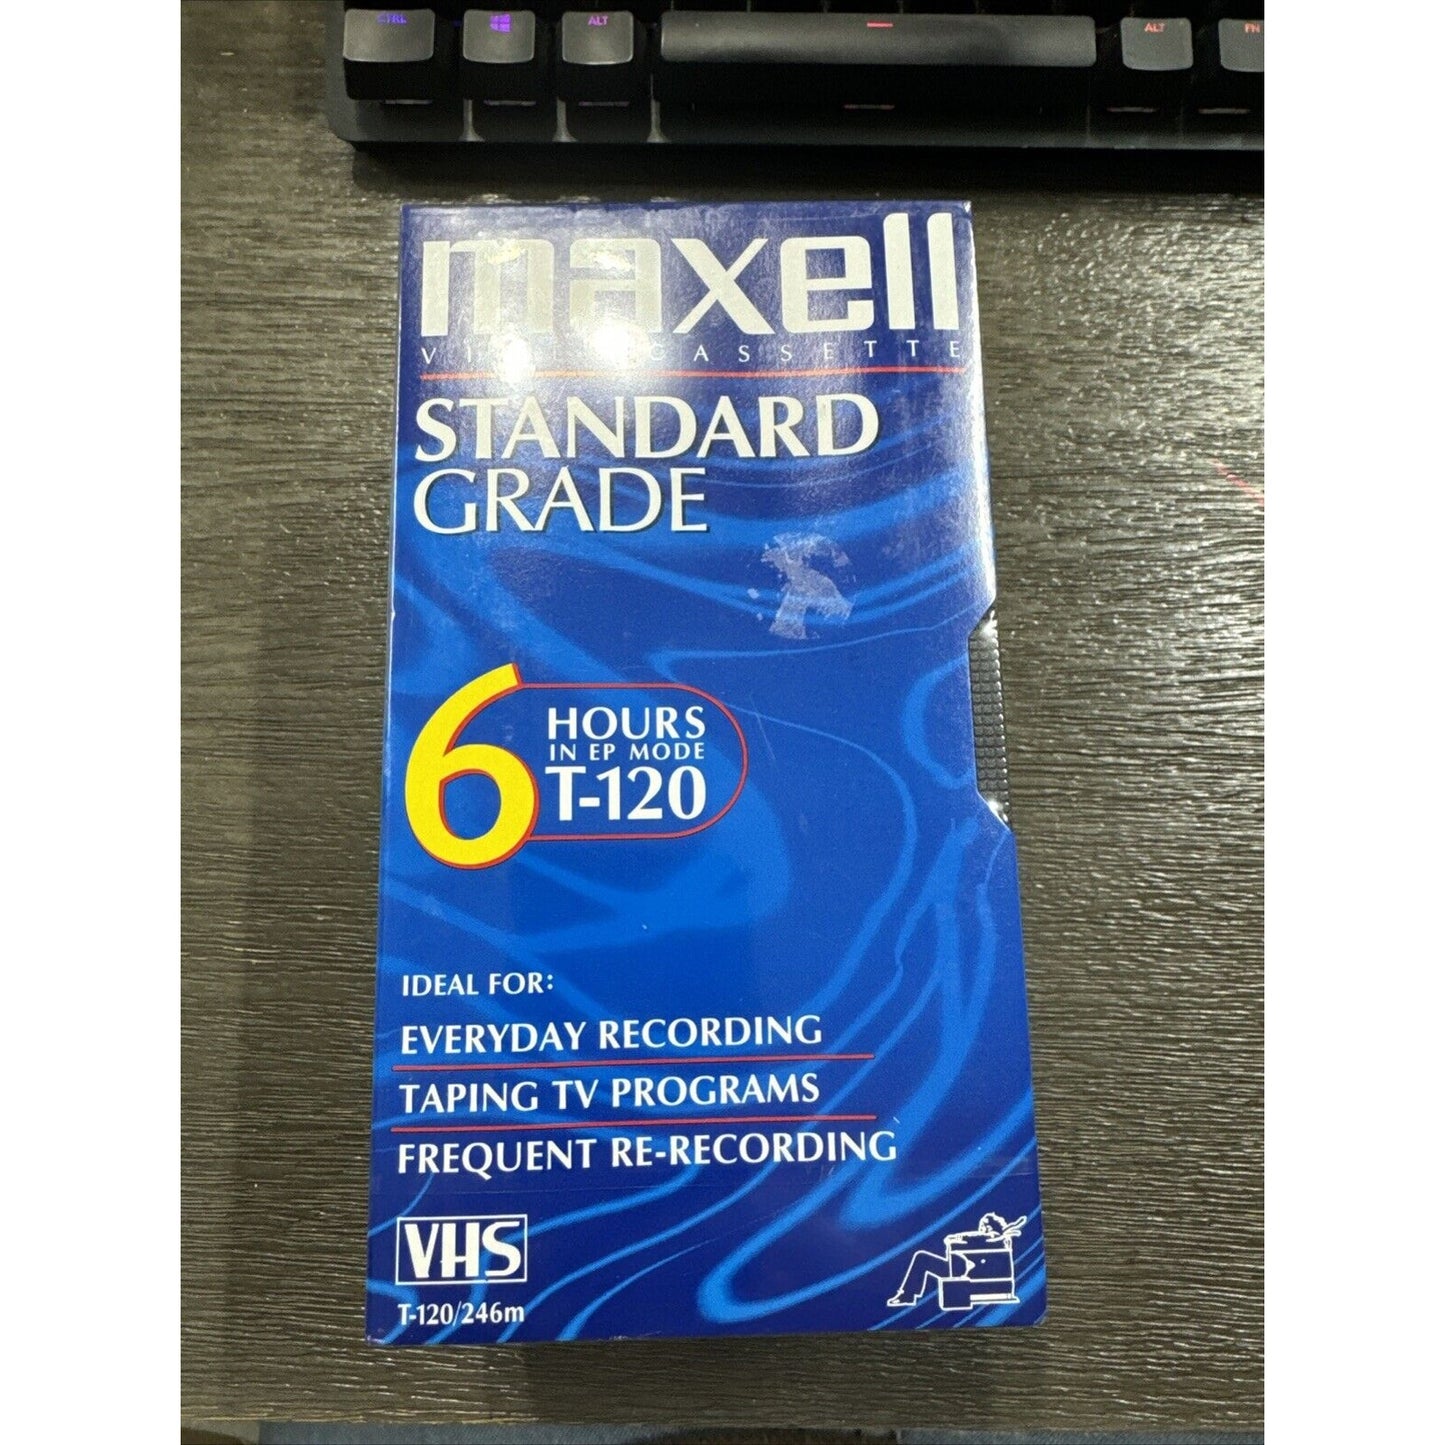 CTRL
ALT
ALT
FN
maxell
VIDEOCASSETTE
STANDARD
GRADE
6 HOURS
IN EP MODE
T-120
IDEAL FOR:
EVERYDAY RECORDING
TAPING TV PROGRAMS
FREQUENT RE-RECORDING
VHS
T-120/246m